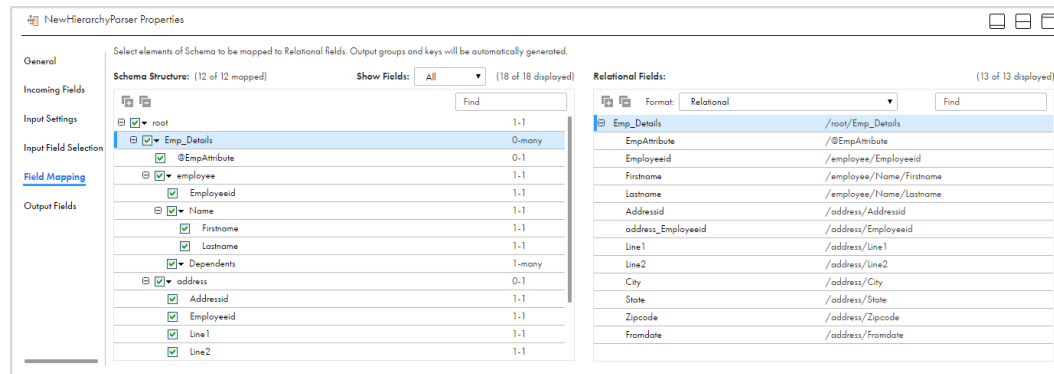 NewHierarchyParser Properties
General
Incoming Fields
Input Settings
Input Field Selection
Field Mapping
Output Fields
Select elements of Schema to be mapped to Relational fields. Output groups and keys will be automatically generated.
Schema Structure: (12 of 12 mapped) Show Fields: All (18 of 18 displayed)
Find
root 1-1
Emp_Details 0-many
@EmpAttribute 0-1
employee 1-1
Employeeid 1-1
Name 1-1
Firstname 1-1
Lastname 1-1
Dependents 1-many
address 0-1
Addressid 1-1
Employeeid 1-1
Line1 1-1
Line2 1-1
Relational Fields: (13 of 13 displayed)
Format: Relational Find
Emp_Details /root/Emp_Details
EmpAttribute /@EmpAttribute
Employeeid /employee/Employeeid
Firstname /employee/Name/Firstname
Lastname /employee/Name/Lastname
Addressid /address/Addressid
address_Employeeid /address/Employeeid
Line1 /address/Line1
Line2 /address/Line2
City /address/City
State /address/State
Zipcode /address/Zipcode
Fromdate /address/Fromdate